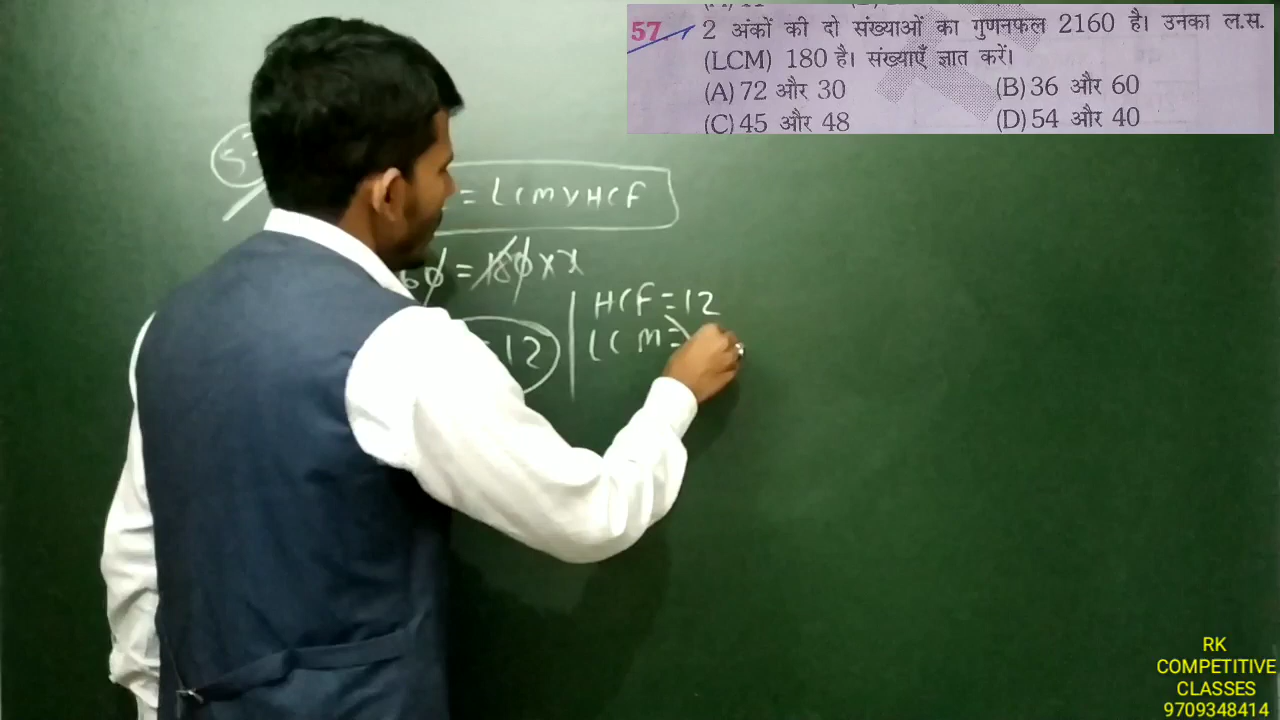 57. 2 अंकों की दो संख्याओं का गुणनफल 2160 है। उनका ल.स.
(LCM) 180 है। संख्याएँ ज्ञात करें।
(A) 72 और 30 (B) 36 और 60
(C) 45 और 48 (D) 54 और 40
= LCM×HCF
= 180×x
HCF=12
LCM=
=12
RK
COMPETITIVE
CLASSES
9709348414